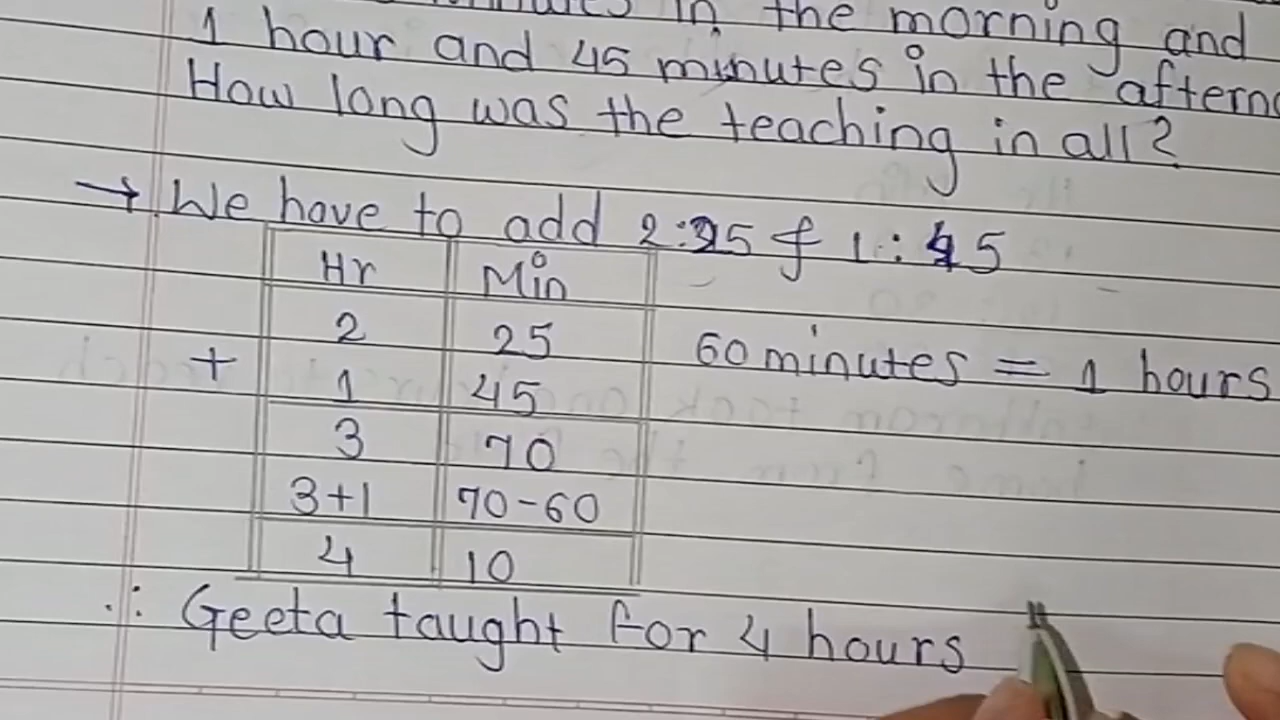 in the morning and
1 hour and 45 minutes in the
How long was the teaching in all?
→ We have to add 2:25 & 1:45
Hr Min
2 25
60 minutes = 1 hours
+ 1 45
3 70
3+1 70-60
4 10
∴ Geeta taught for 4 hours